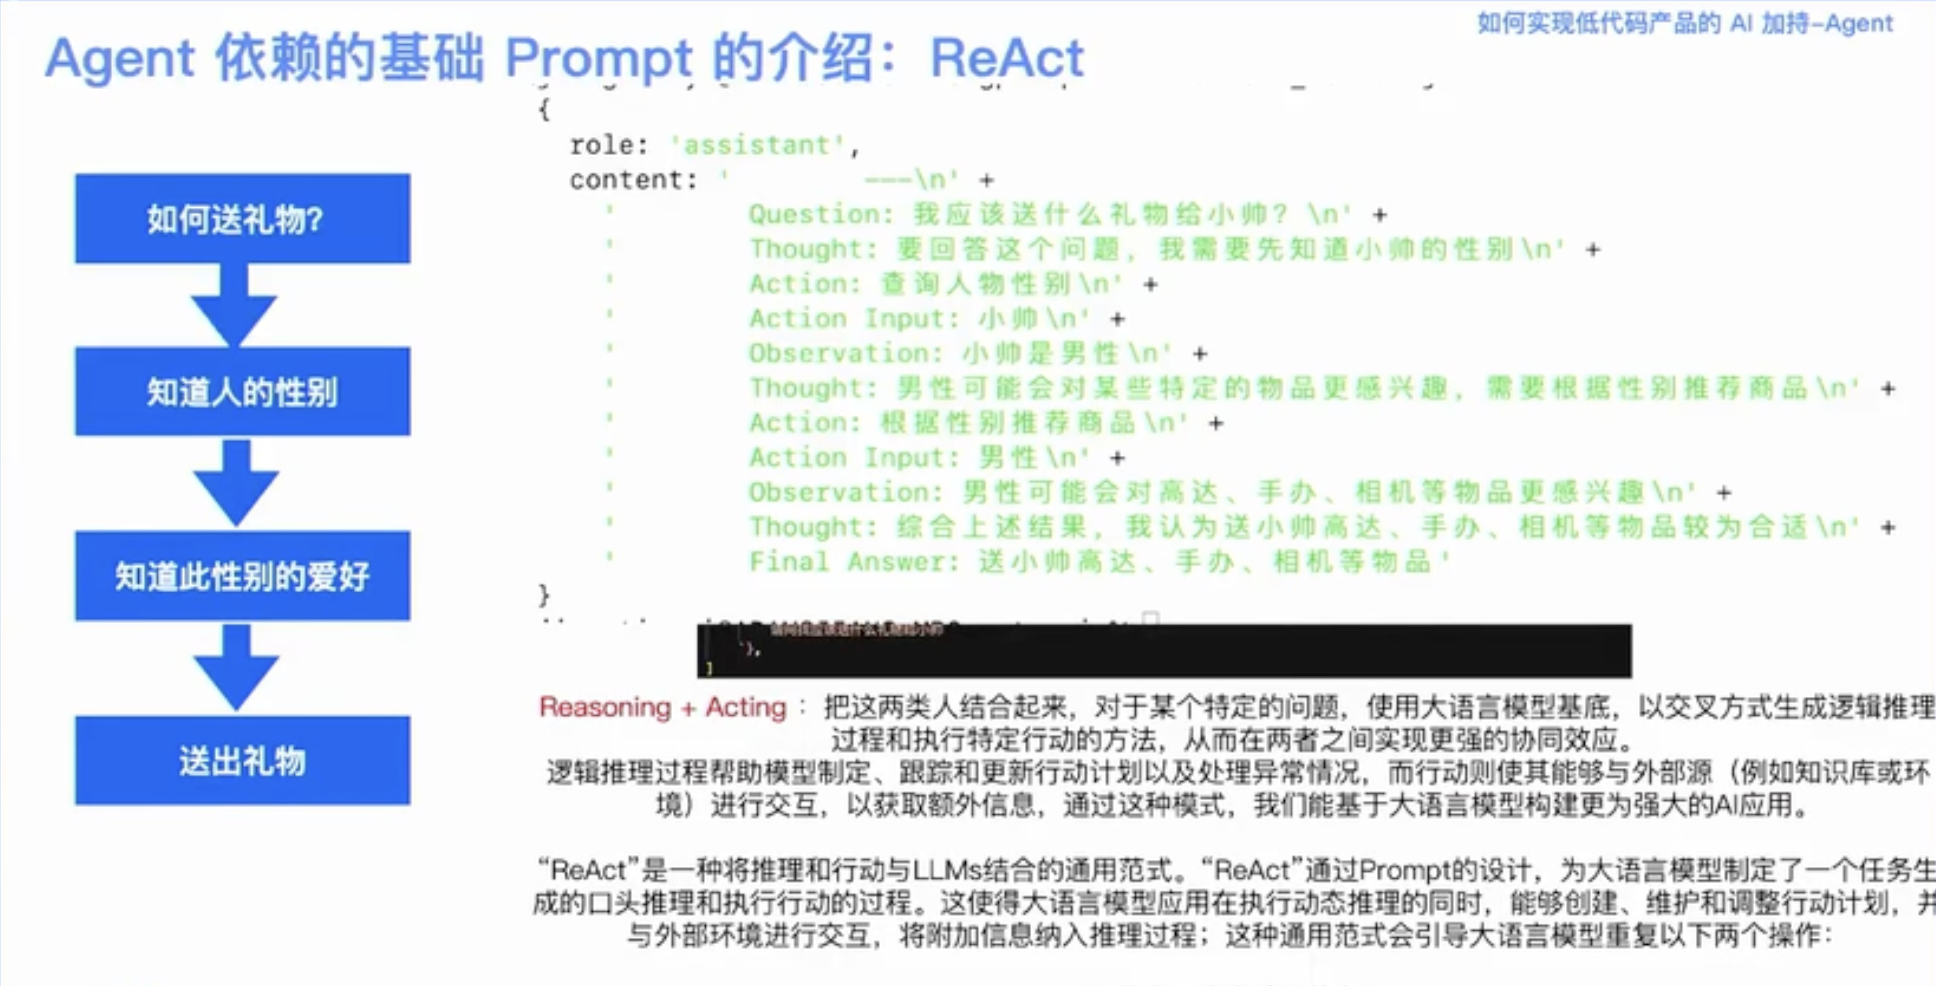 如何实现低代码产品的 AI 加持-Agent
Agent 依赖的基础 Prompt 的介绍：ReAct
如何送礼物?
知道人的性别
知道此性别的爱好
送出礼物
{
role: 'assistant',
content: '        ---\n' +
'        Question: 我应该送什么礼物给小帅? \n' +
'        Thought: 要回答这个问题，我需要先知道小帅的性别\n' +
'        Action: 查询人物性别\n' +
'        Action Input: 小帅\n' +
'        Observation: 小帅是男性\n' +
'        Thought: 男性可能会对某些特定的物品更感兴趣，需要根据性别推荐商品\n' +
'        Action: 根据性别推荐商品\n' +
'        Action Input: 男性\n' +
'        Observation: 男性可能会对高达、手办、相机等物品更感兴趣\n' +
'        Thought: 综合上述结果，我认为送小帅高达、手办、相机等物品较为合适\n' +
'        Final Answer: 送小帅高达、手办、相机等物品'
}
`},
]
Reasoning + Acting ：把这两类人结合起来，对于某个特定的问题，使用大语言模型基底，以交叉方式生成逻辑推理
过程和执行特定行动的方法，从而在两者之间实现更强的协同效应。
逻辑推理过程帮助模型制定、跟踪和更新行动计划以及处理异常情况，而行动则使其能够与外部源（例如知识库或环
境）进行交互，以获取额外信息，通过这种模式，我们能基于大语言模型构建更为强大的AI应用。
“ReAct”是一种将推理和行动与LLMs结合的通用范式。“ReAct”通过Prompt的设计，为大语言模型制定了一个任务生
成的口头推理和执行行动的过程。这使得大语言模型应用在执行动态推理的同时，能够创建、维护和调整行动计划，并
与外部环境进行交互，将附加信息纳入推理过程；这种通用范式会引导大语言模型重复以下两个操作：